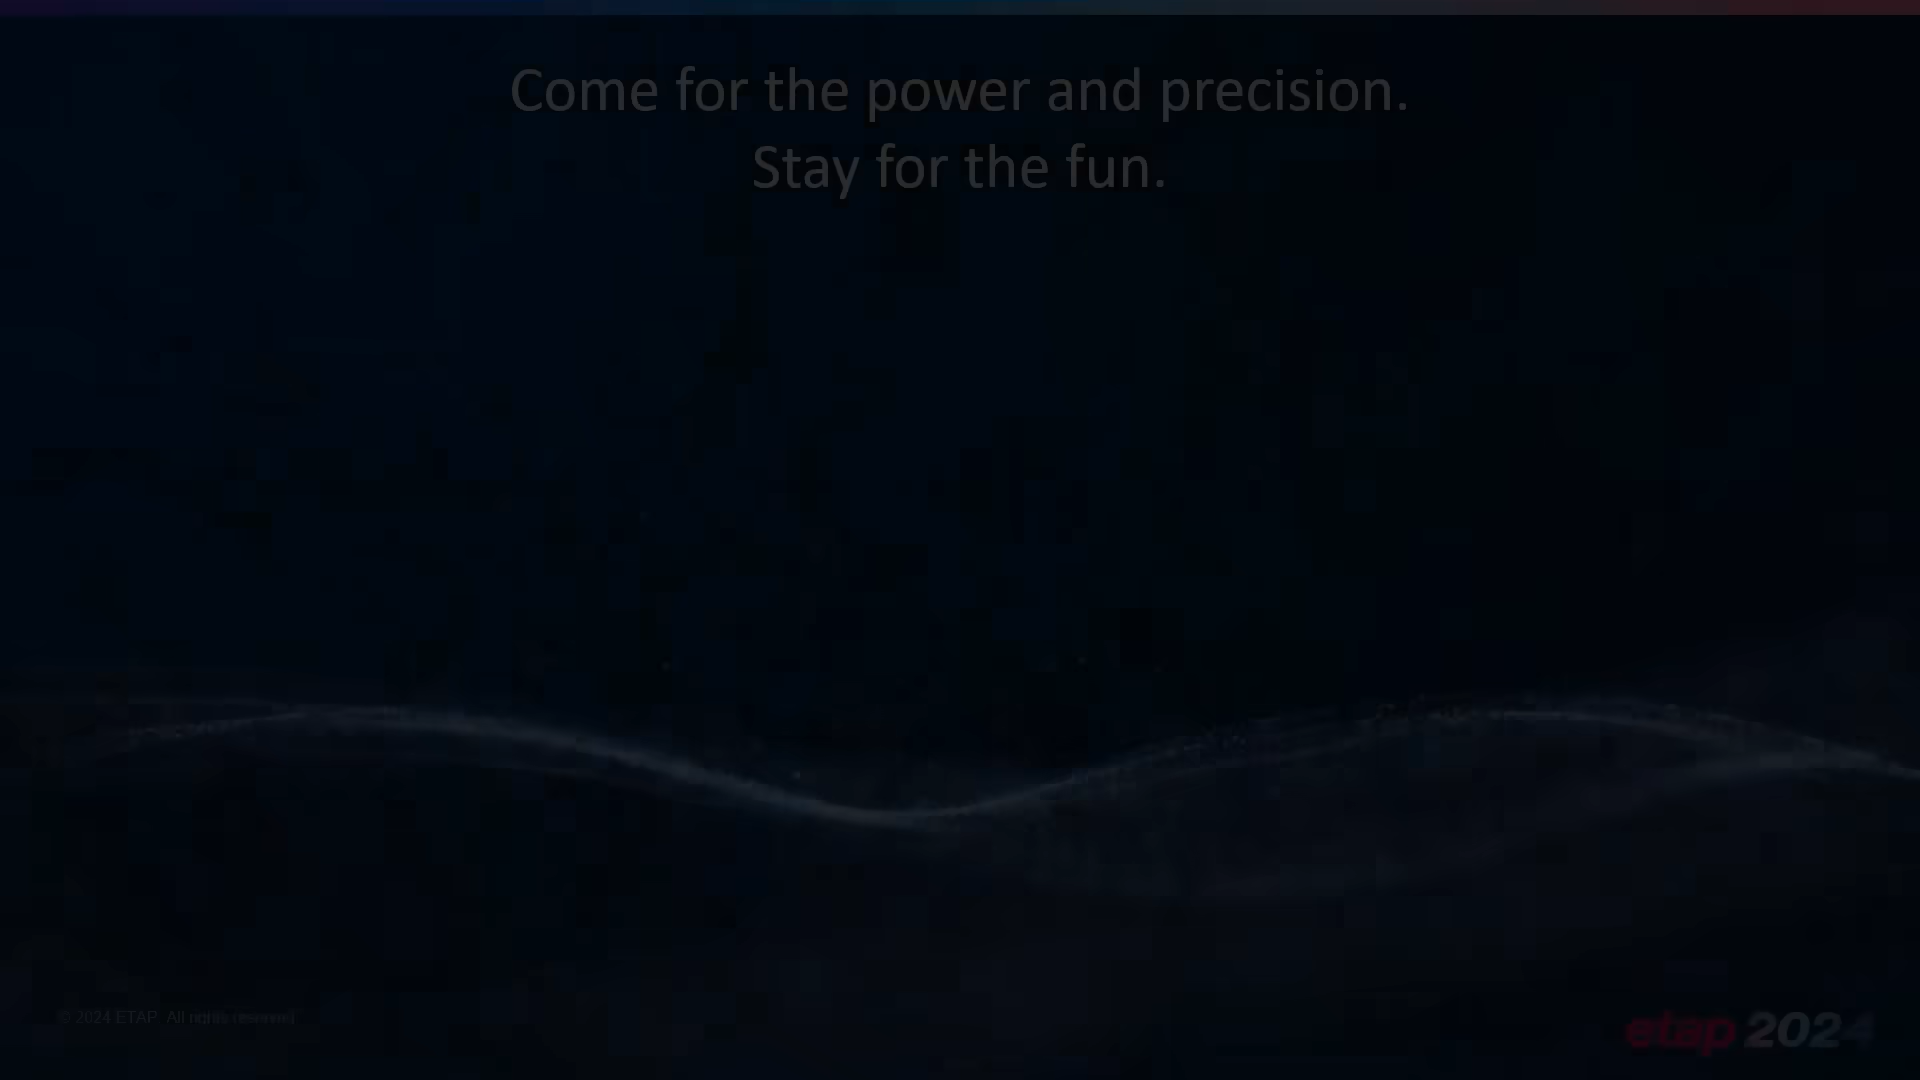 Come for the power and precision.
Stay for the fun.
© 2024 ETAP. All rights reserved.
etap 2024